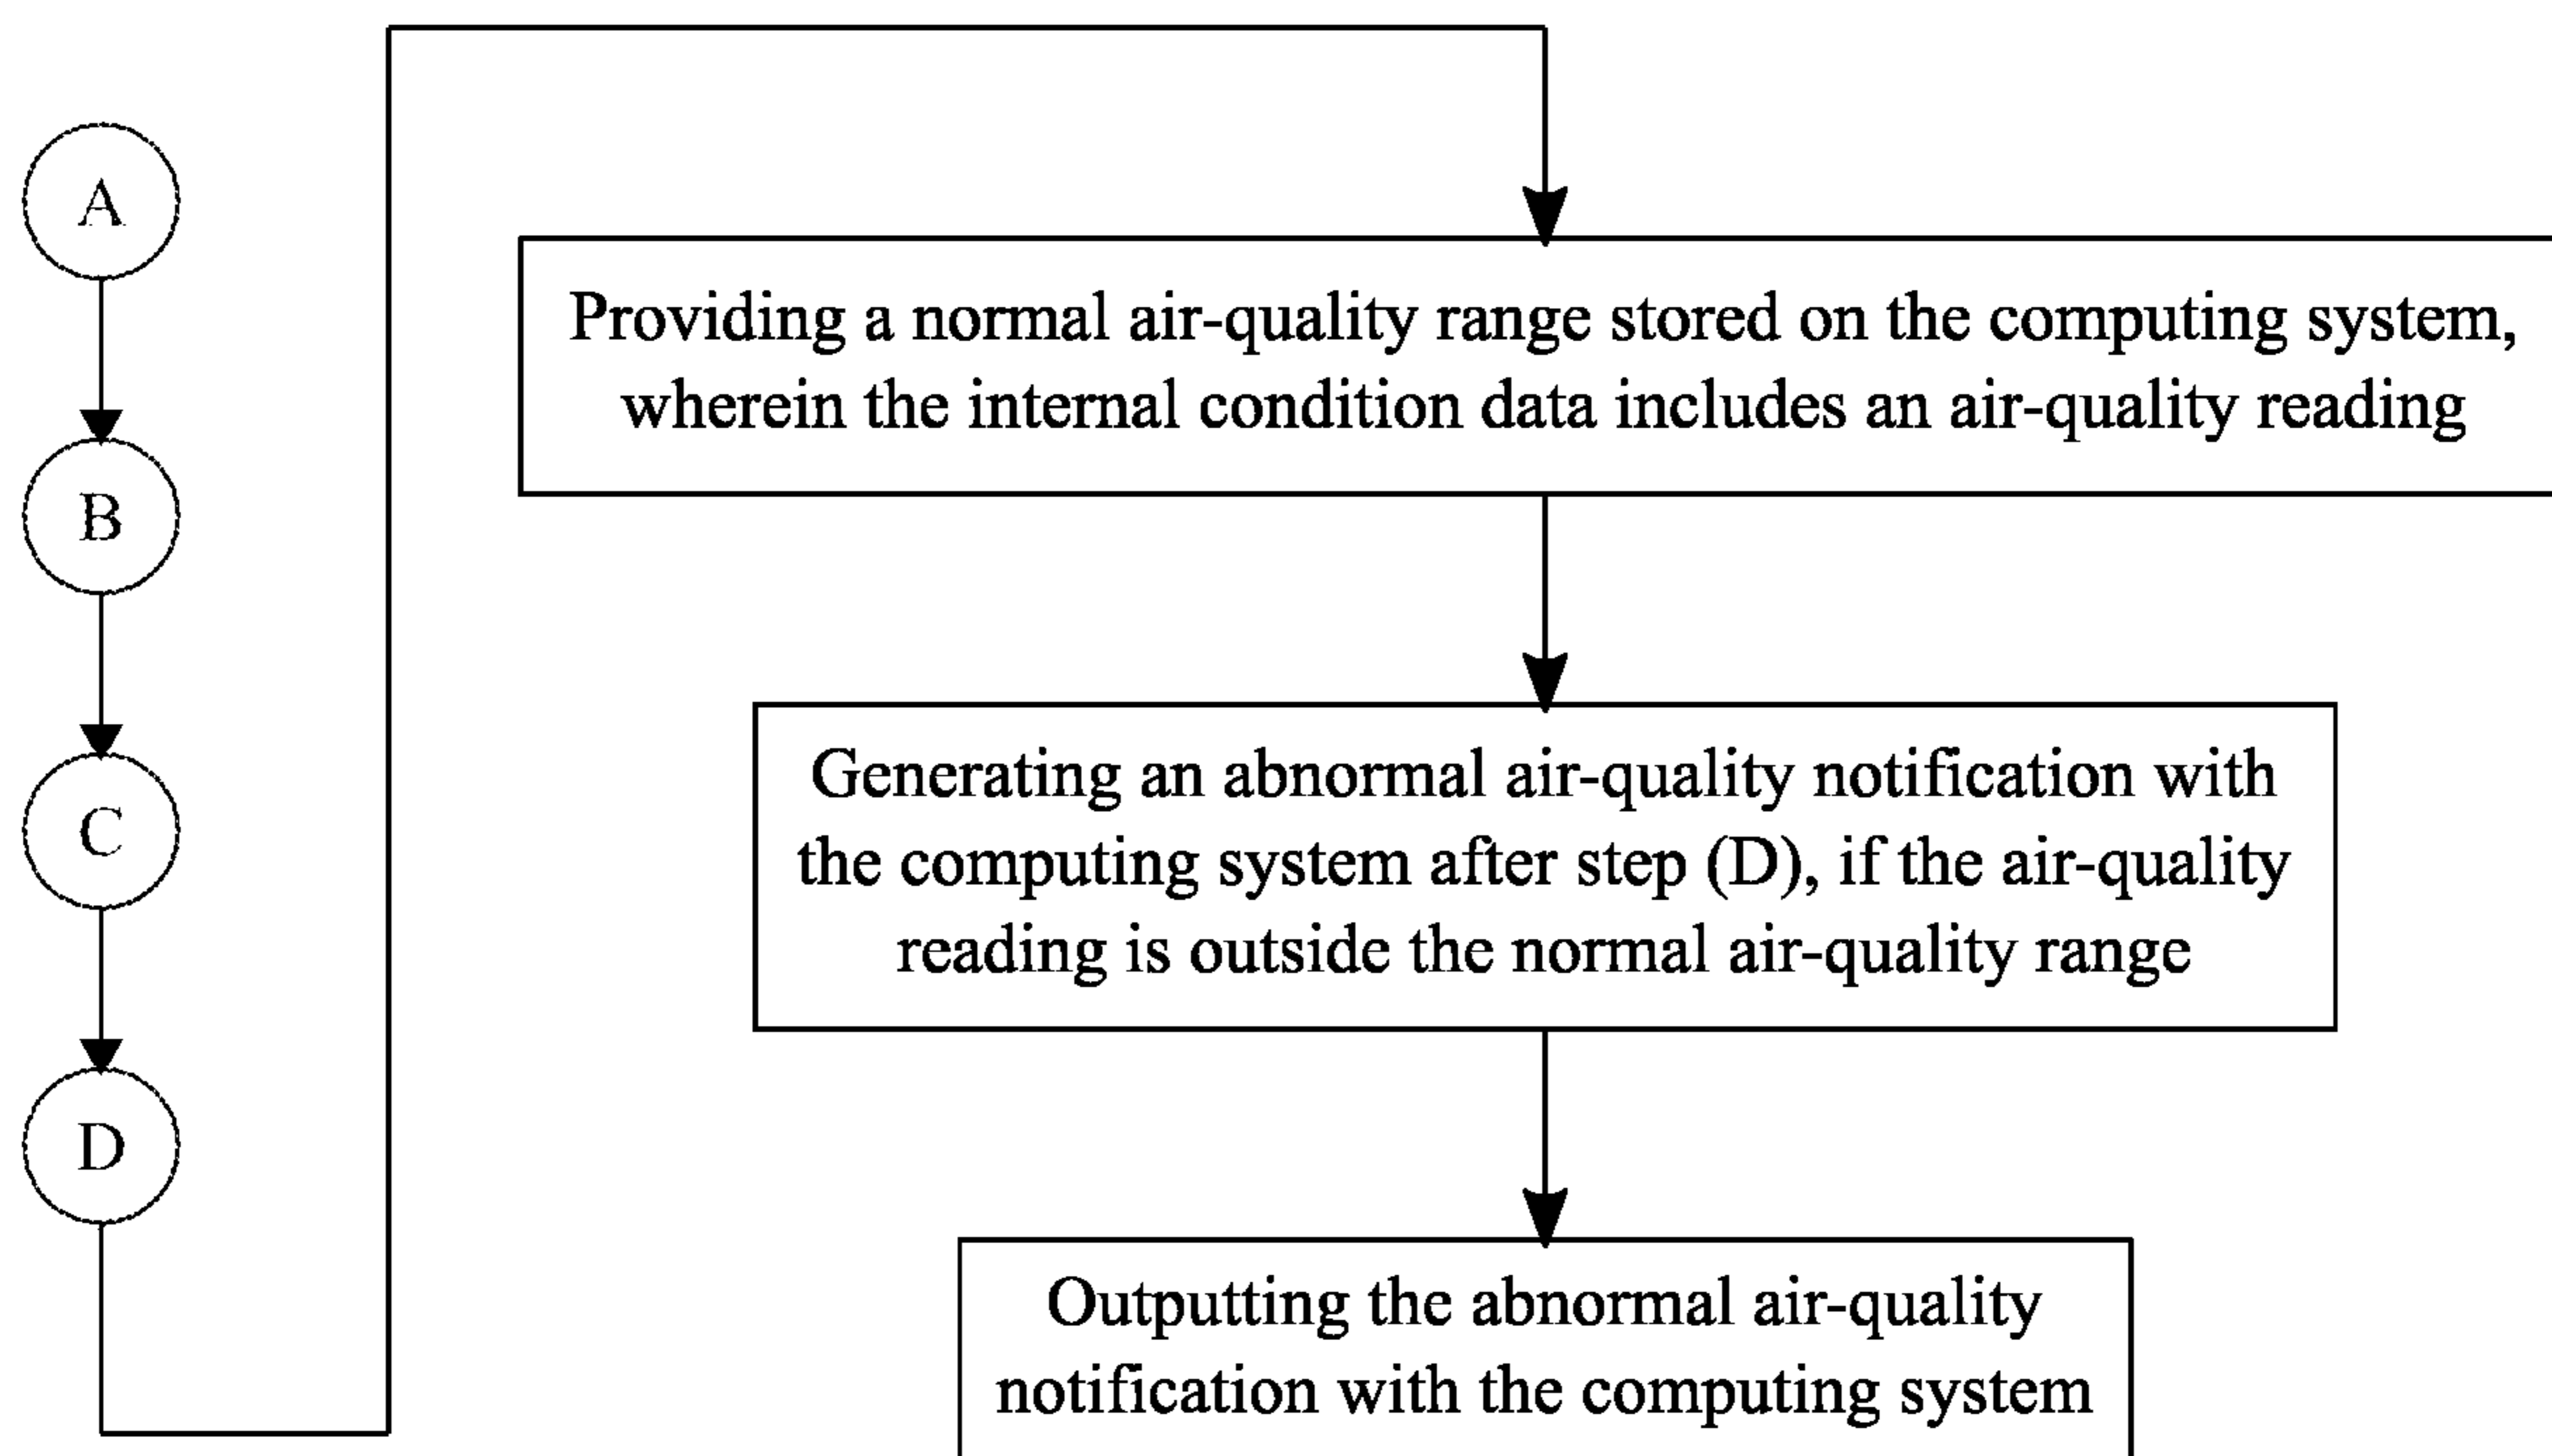 A
B
C
D
Providing a normal air-quality range stored on the computing system,
wherein the internal condition data includes an air-quality reading
Generating an abnormal air-quality notification with
the computing system after step (D), if the air-quality
reading is outside the normal air-quality range
Outputting the abnormal air-quality
notification with the computing system